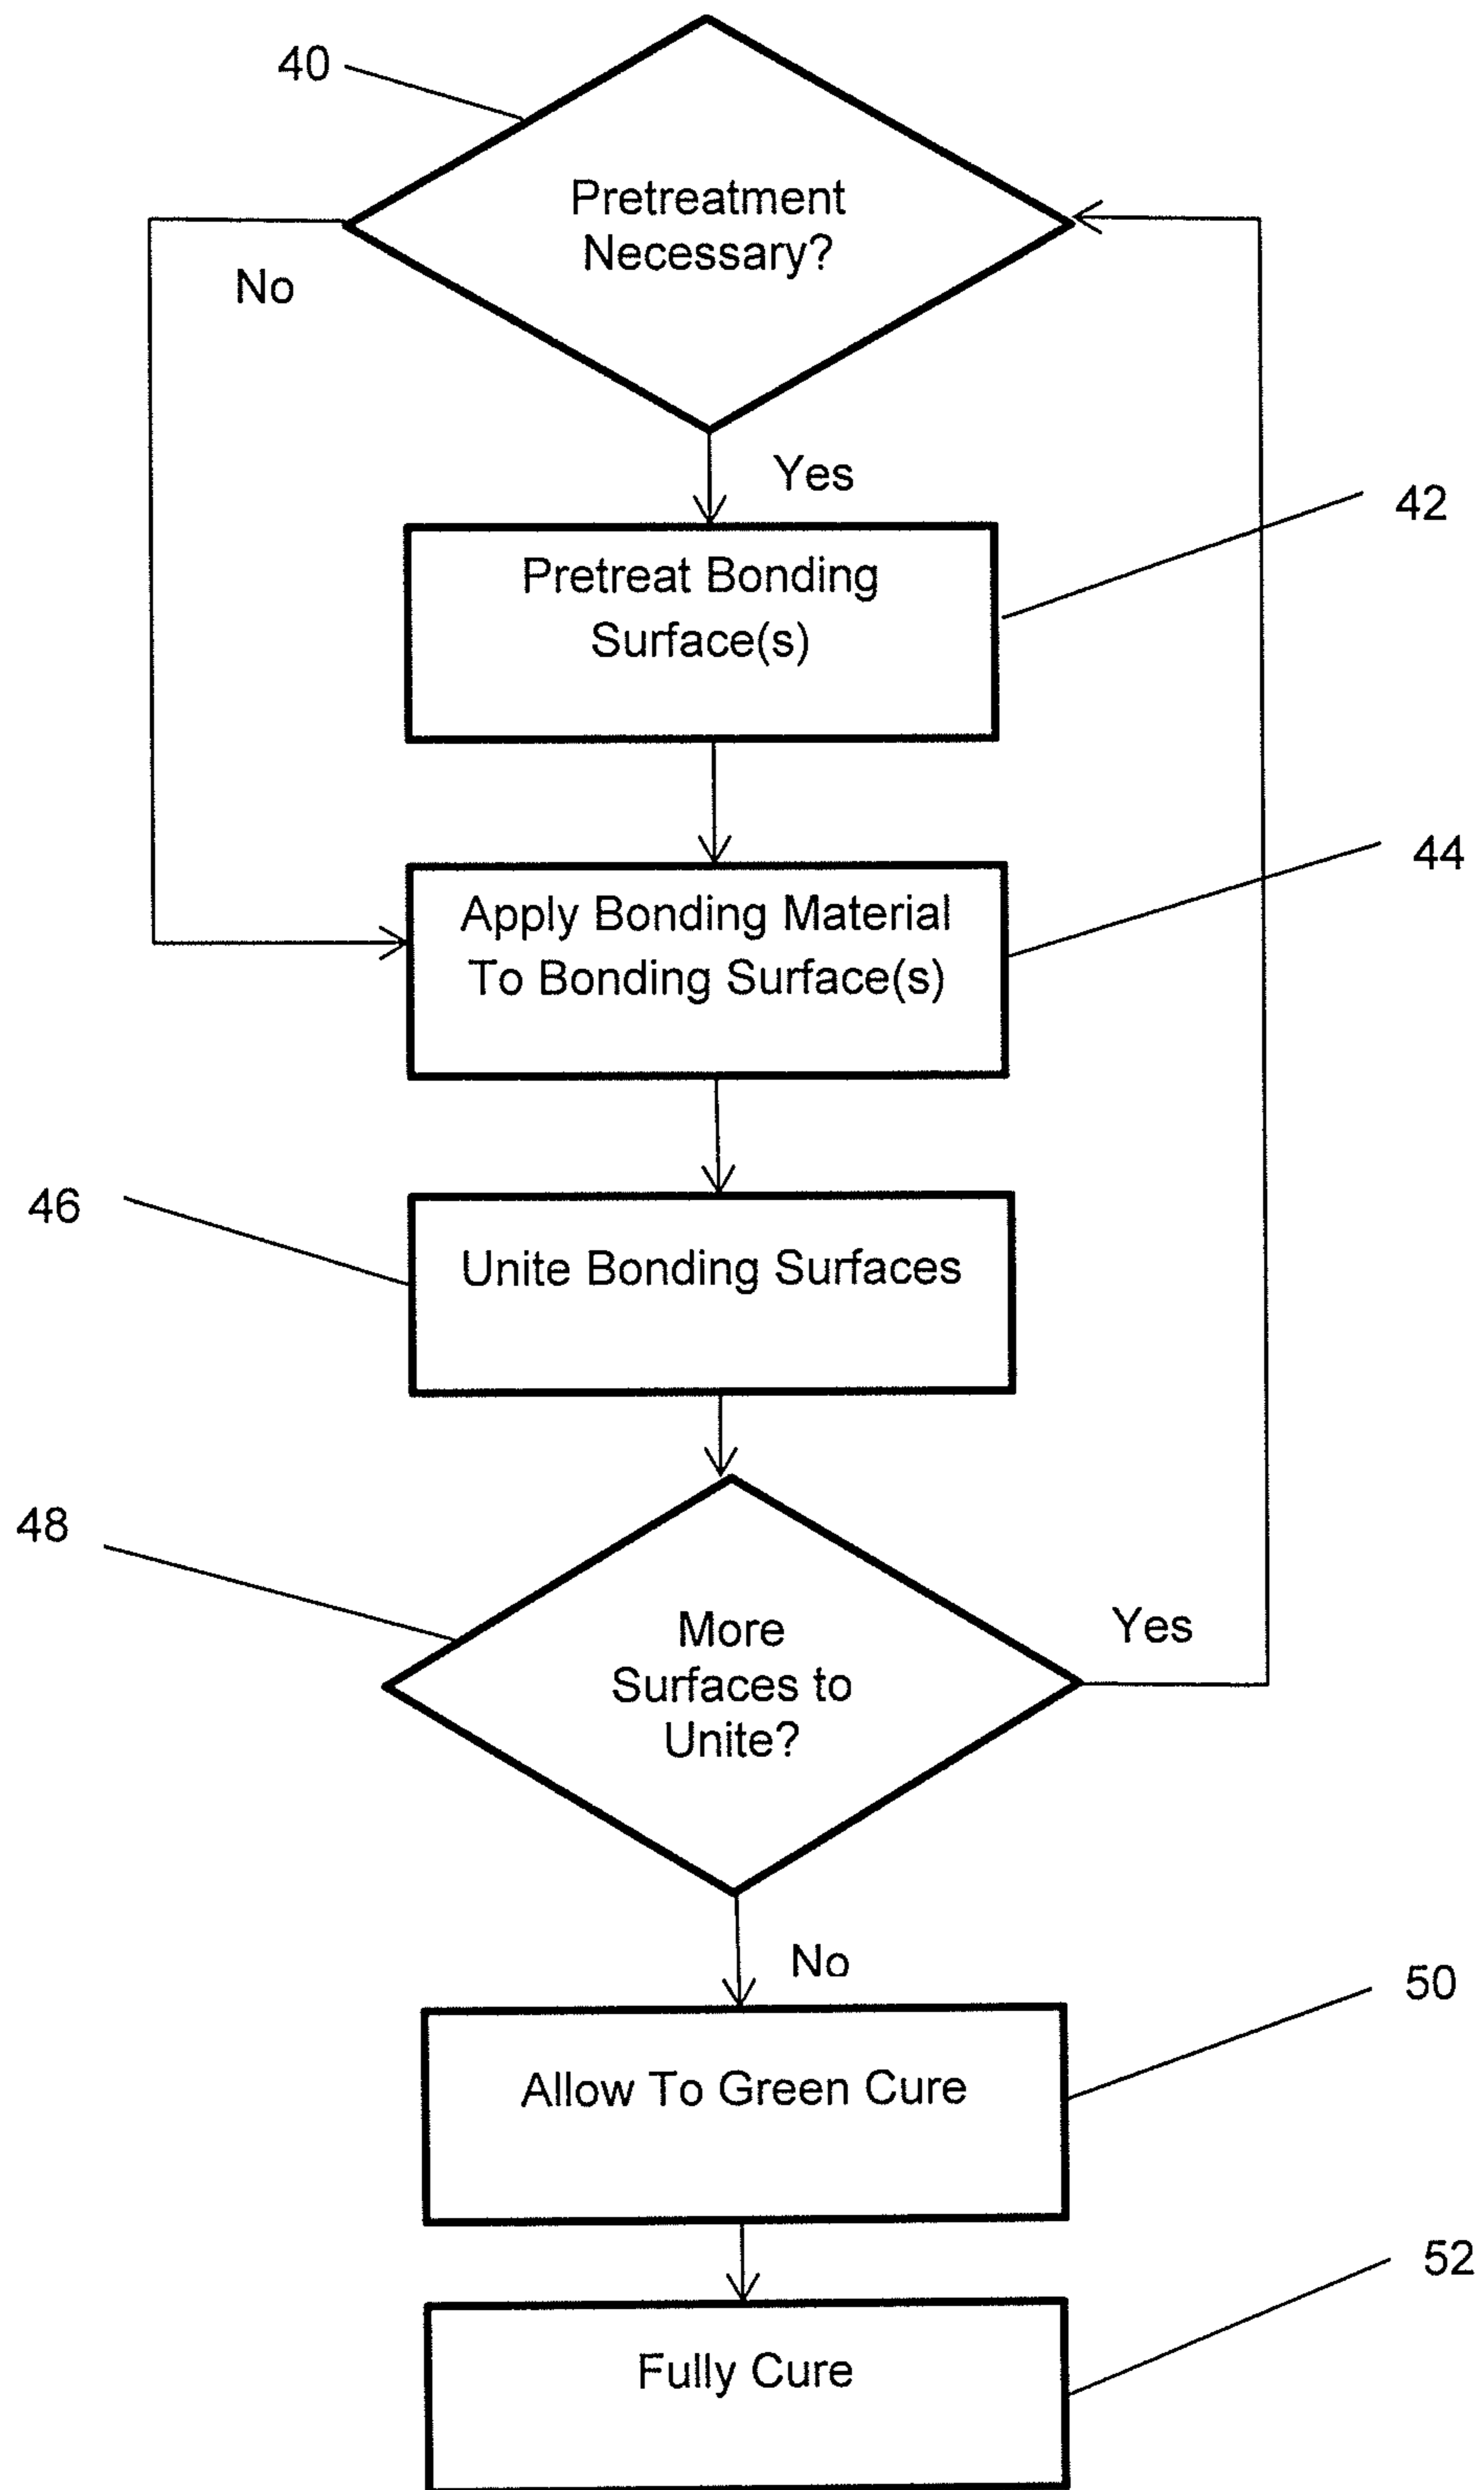 40
Pretreatment
Necessary?
No
Yes
42
Pretreat Bonding
Surface(s)
44
Apply Bonding Material
To Bonding Surface(s)
46
Unite Bonding Surfaces
48
More
Surfaces to
Unite?
Yes
No
50
Allow To Green Cure
52
Fully Cure